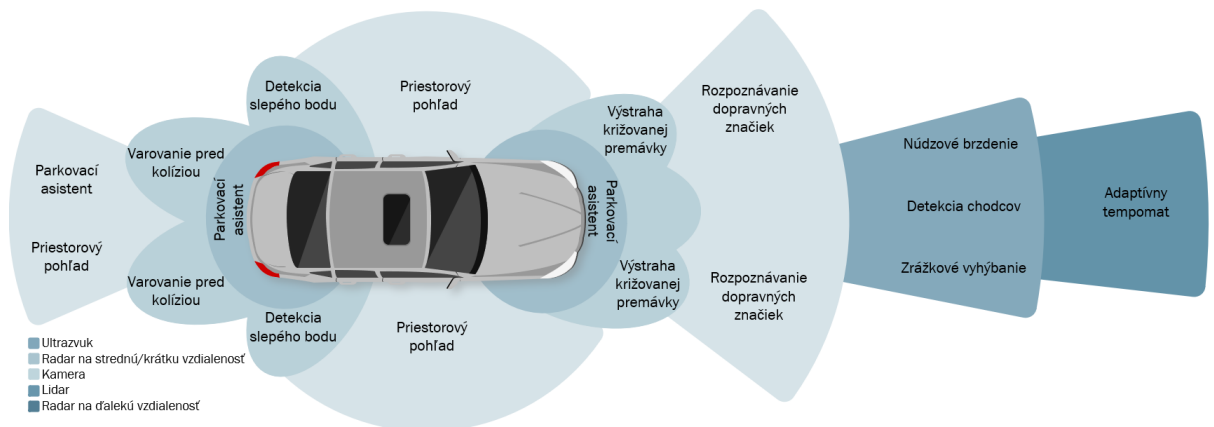 Detekcia
slepého bodu
Priestorový
pohľad
Výstraha
križovanej
premávky
Rozpoznávanie
dopravných
značiek
Varovanie pred
kolíziou
Parkovací
asistent
Parkovací
asistent
Parkovací
asistent
Núdzové brzdenie
Detekcia chodcov
Adaptívny
tempomat
Priestorový
pohľad
Zrážkové vyhýbanie
Varovanie pred
kolíziou
Výstraha
križovanej
premávky
Rozpoznávanie
dopravných
značiek
Detekcia
slepého bodu
Priestorový
pohľad
Ultrazvuk
Radar na strednú/krátku vzdialenosť
Kamera
Lidar
Radar na ďalekú vzdialenosť